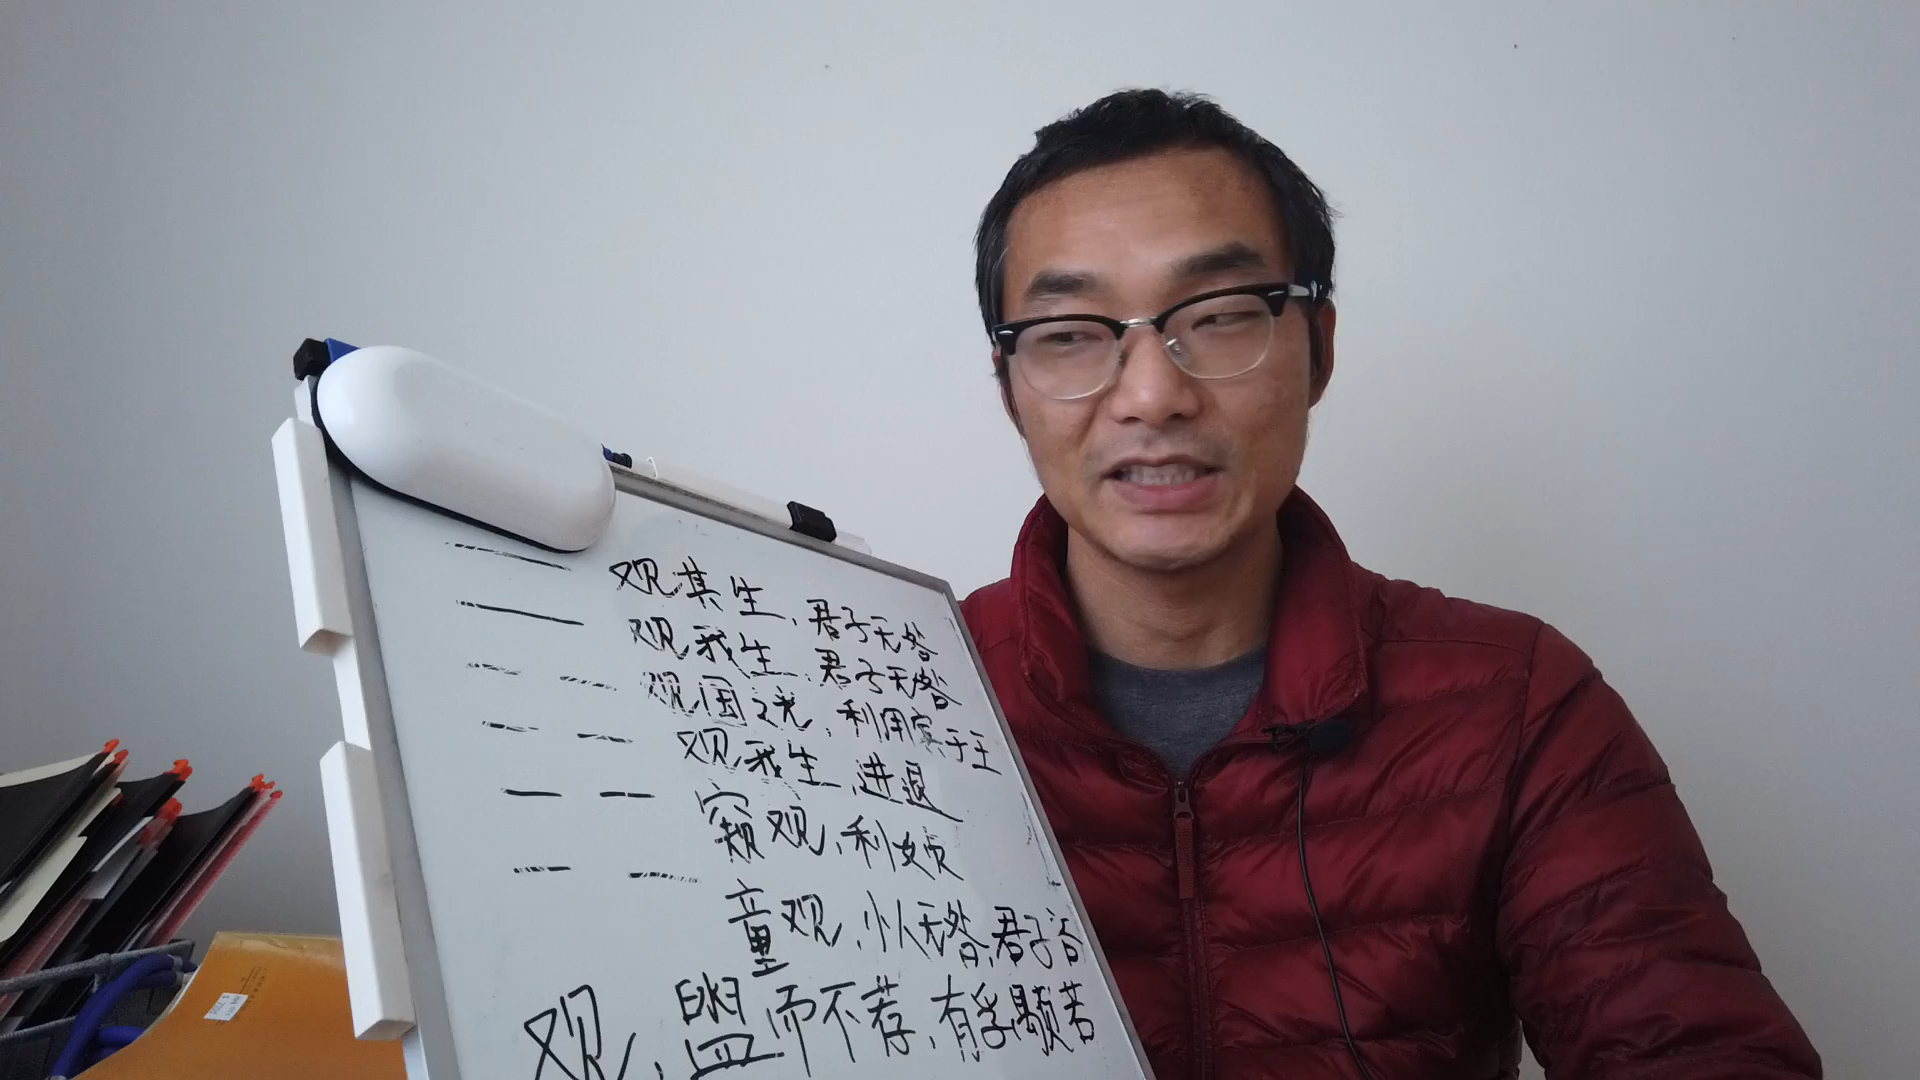 观其生，君子无咎
观我生，君子无咎
观国之光，利用宾于王
观我生，进退
窥观，利女贞
童观，小人无咎，君子吝
观，盥而不荐，有孚颙若